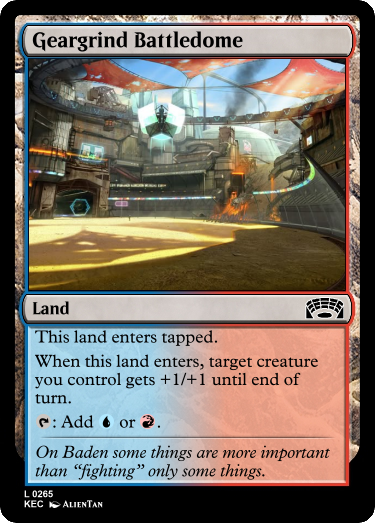 Geargrind Battledome
Land
This land enters tapped.
When this land enters, target creature
you control gets +1/+1 until end of
turn.
: Add or .
On Baden some things are more important
than “fighting” only some things.
L 0265
KEC AlienTan